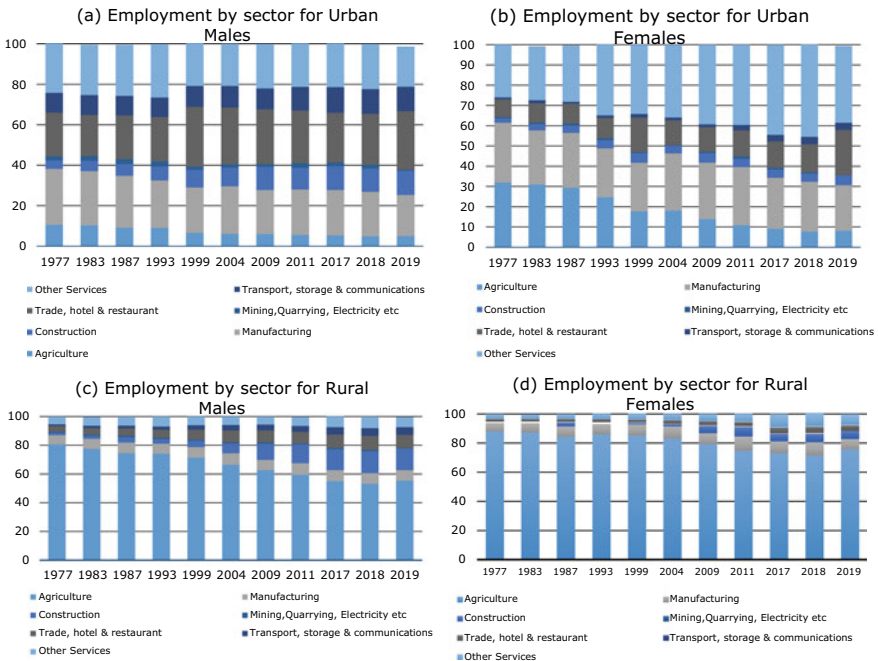 (a) Employment by sector for Urban
Males
100
80
60
40
20
0
1977 1983 1987 1993 1999 2004 2009 2011 2017 2018 2019
Other Services
Transport, storage & communications
Trade, hotel & restaurant
Mining,Quarrying, Electricity etc
Construction
Manufacturing
Agriculture
(b) Employment by sector for Urban
Females
100
90
80
70
60
50
40
30
20
10
0
1977 1983 1987 1993 1999 2004 2009 2011 2017 2018 2019
Agriculture
Manufacturing
Construction
Mining,Quarrying, Electricity etc
Trade, hotel & restaurant
Transport, storage & communications
Other Services
(c) Employment by sector for Rural
Males
100
80
60
40
20
0
1977 1983 1987 1993 1999 2004 2009 2011 2017 2018 2019
Agriculture
Manufacturing
Construction
Mining,Quarrying, Electricity etc
Trade, hotel & restaurant
Transport, storage & communications
Other Services
(d) Employment by sector for Rural
Females
100
80
60
40
20
0
1977 1983 1987 1993 1999 2004 2009 2011 2017 2018 2019
Agriculture
Manufacturing
Construction
Mining,Quarrying, Electricity etc
Trade, hotel & restaurant
Transport, storage & communications
Other Services